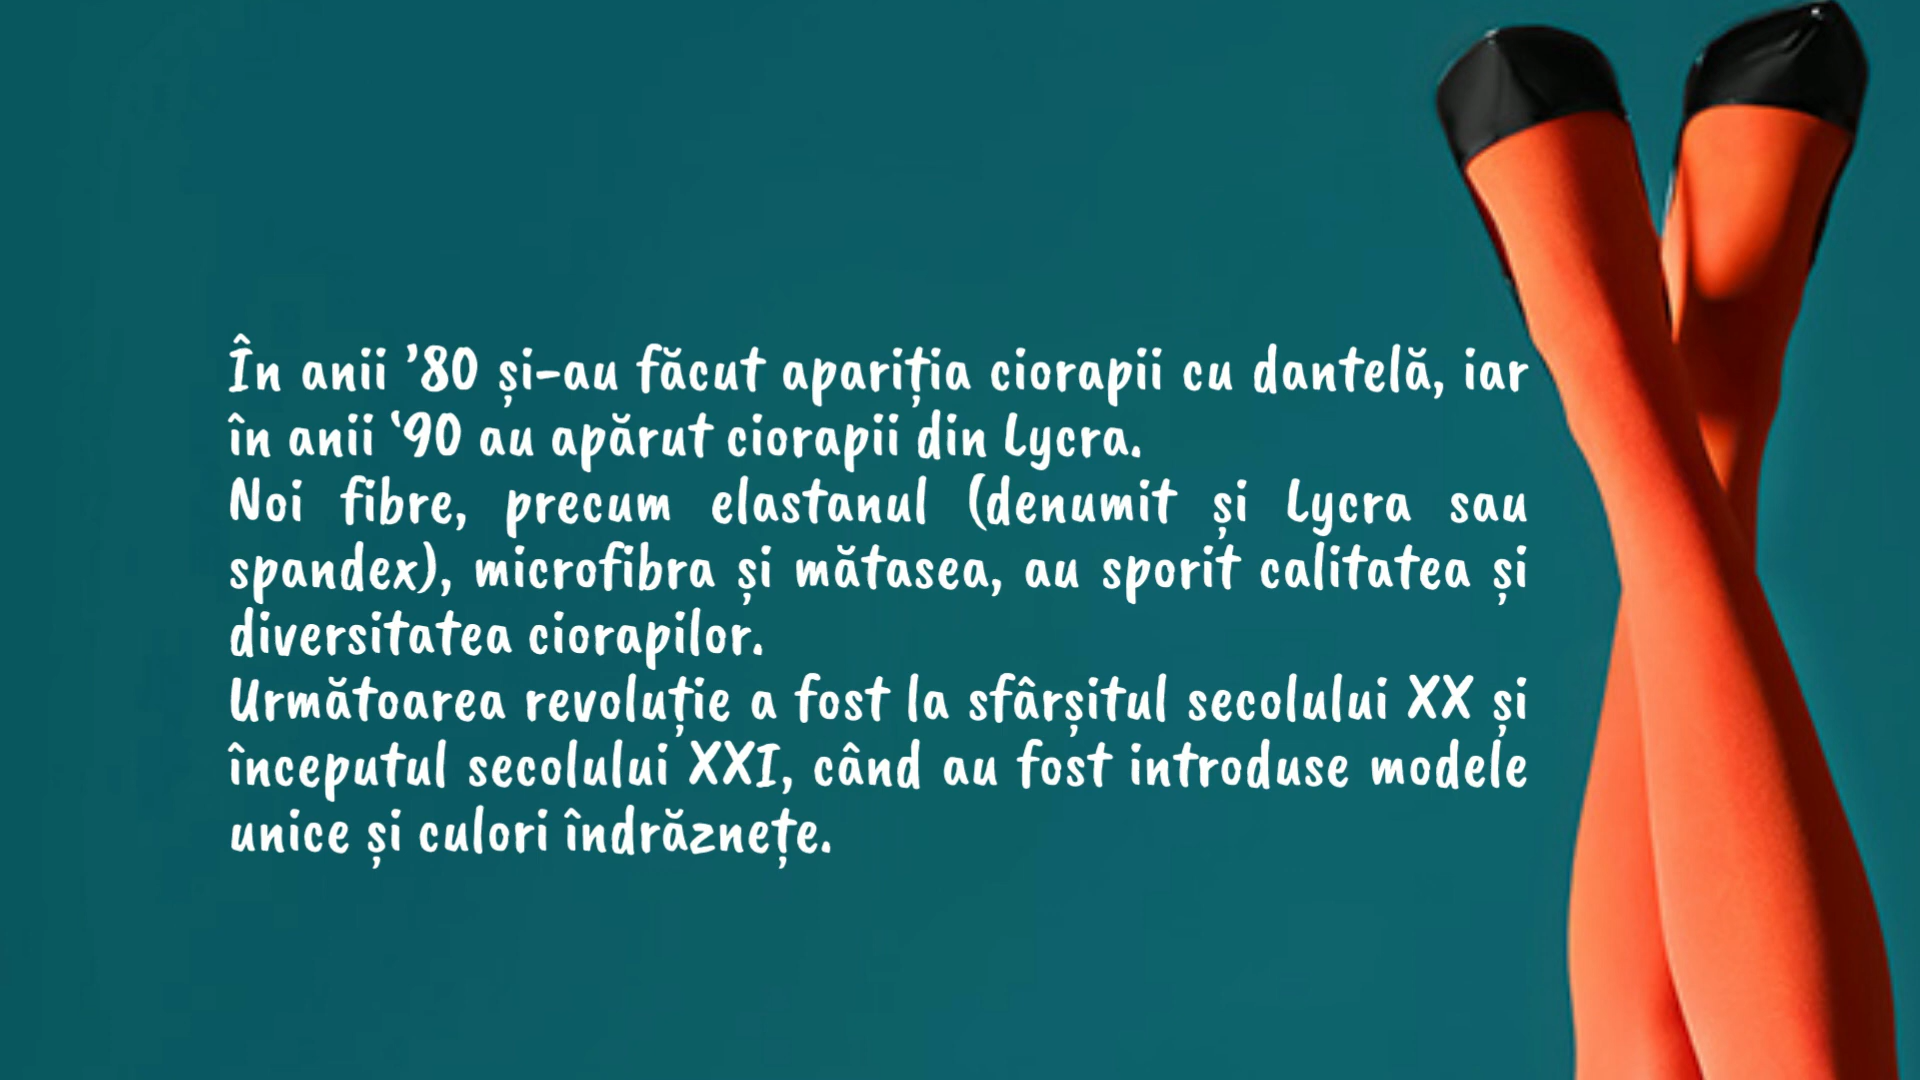 În anii ’80 și-au făcut apariția ciorapii cu dantelă, iar
în anii ‘90 au apărut ciorapii din Lycra.
Noi fibre, precum elastanul (denumit și Lycra sau
spandex), microfibra și mătasea, au sporit calitatea și
diversitatea ciorapilor.
Următoarea revoluție a fost la sfârșitul secolului XX și
începutul secolului XXI, când au fost introduse modele
unice și culori îndrăznețe.